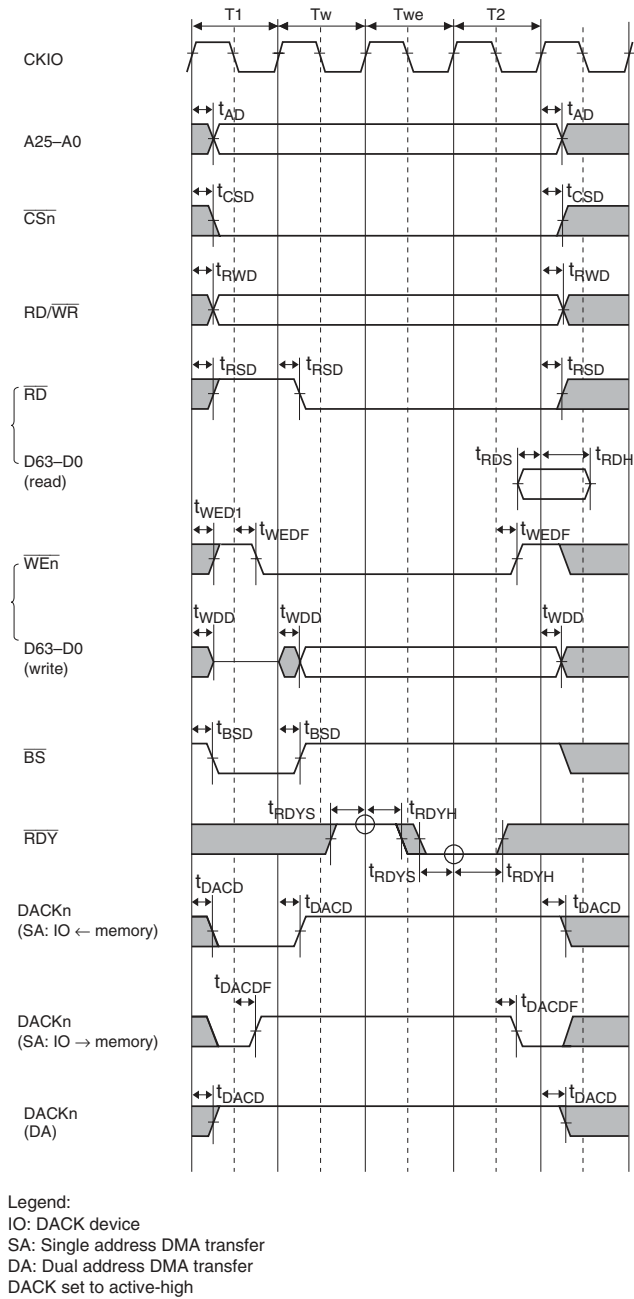 T1 Tw Twe T2
CKIO
tAD tAD
A25–A0
tCSD tCSD
CSn
tRWD tRWD
RD/WR
tRSD tRSD tRSD
RD
tRDS tRDH
D63–D0
(read)
tWED1 tWEDF tWEDF
WEn
tWDD tWDD tWDD
D63–D0
(write)
tBSD tBSD
BS
tRDYS tRDYH
RDY
tRDYS tRDYH
tDACD tDACD tDACD
DACKn
(SA: IO ← memory)
tDACDF tDACDF
DACKn
(SA: IO → memory)
tDACD tDACD
DACKn
(DA)
Legend:
IO: DACK device
SA: Single address DMA transfer
DA: Dual address DMA transfer
DACK set to active-high